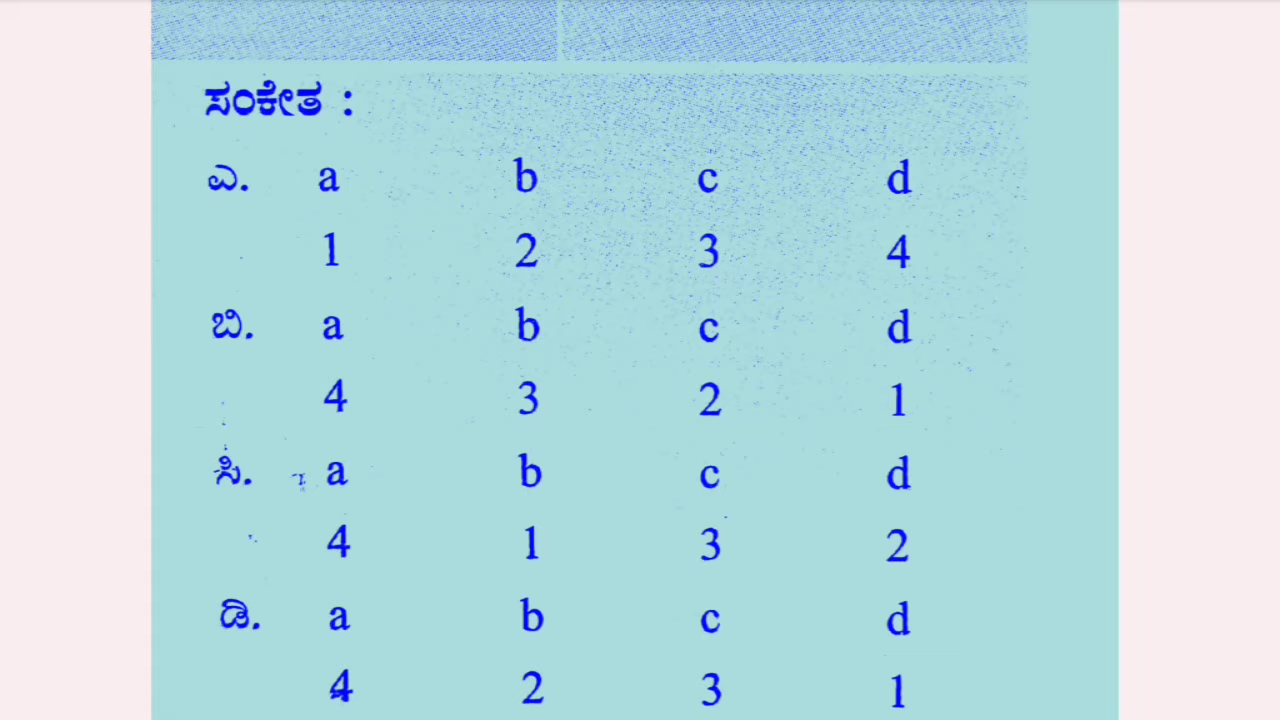 ಸಂಕೇತ :
ಎ. a b c d
1 2 3 4
ಬಿ. a b c d
4 3 2 1
ಸಿ. a b c d
4 1 3 2
ಡಿ. a b c d
4 2 3 1